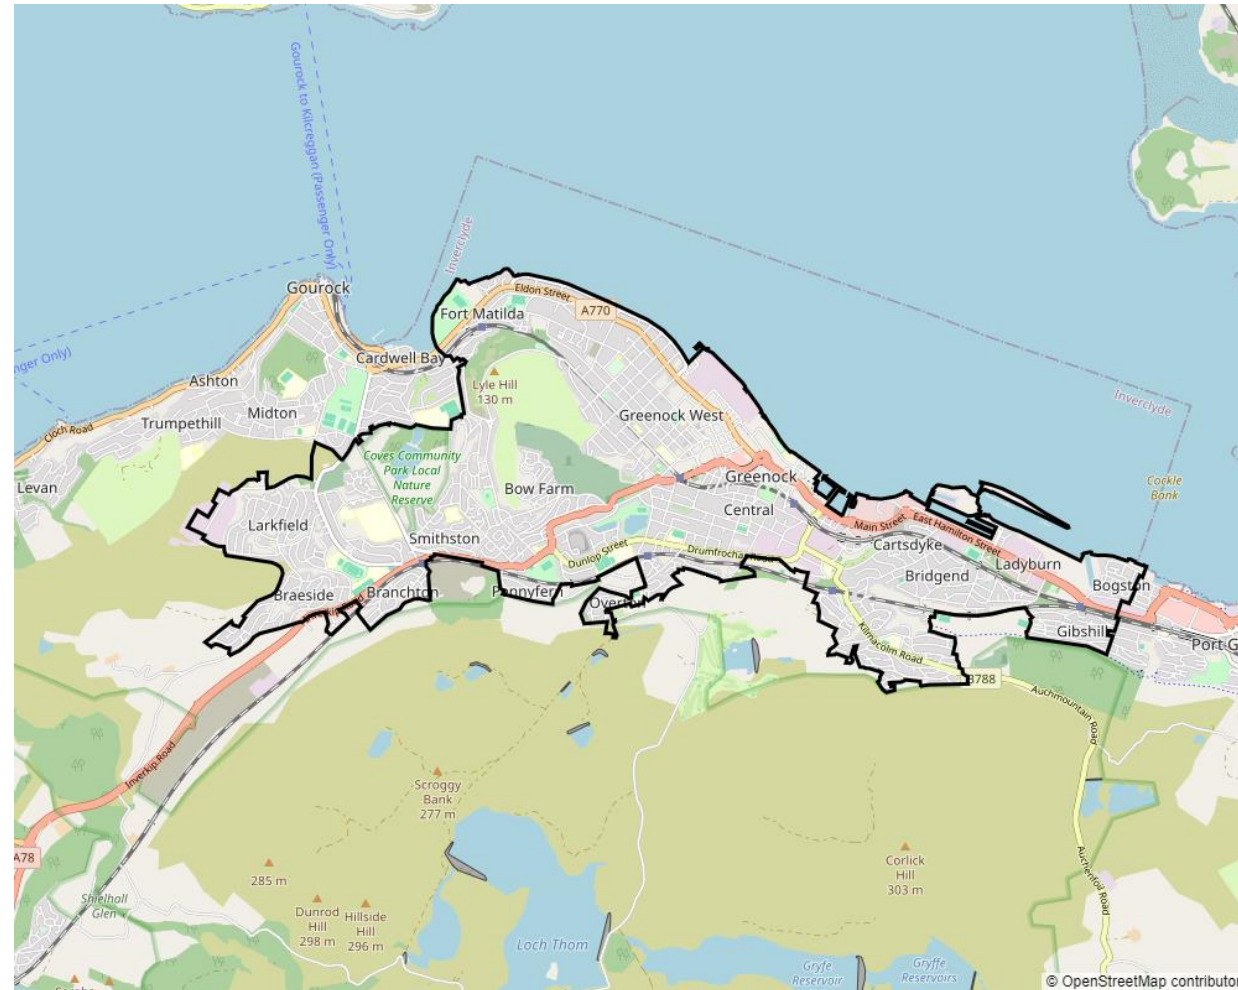 Gourock to Kilcreggan (Passenger Only)
Inverclyde
Gourock
Eldon Street
A770
Fort Matilda
Cardwell Bay
nger Only)
Ashton
Lyle Hill
130 m
Midton
Greenock West
Trumpethill
Inverclyde
Cloch Road
Coves Community
Park Local
Nature
Reserve
Levan
Bow Farm
Greenock
Cockle
Bank
Larkfield
Central
Main Street
East Hamilton Street
Smithston
Cartsdyke
Dunlop Street
Ladyburn
Bridgend
Bogston
Braeside
Branchton
Pennyfern
Overton
Gibshill
Kilmacolm Road
Port G
B788
Auchmountain Road
Inverkip Road
Scroggy
Bank
277 m
A78
285 m
Corlick
Hill
303 m
Auchenfoil Road
Shielhall
Glen
Dunrod
Hill
298 m
Hillside
Hill
296 m
Loch Thom
Gryfe
Reservoir
Gryffe
Reservoirs
© OpenStreetMap contributor